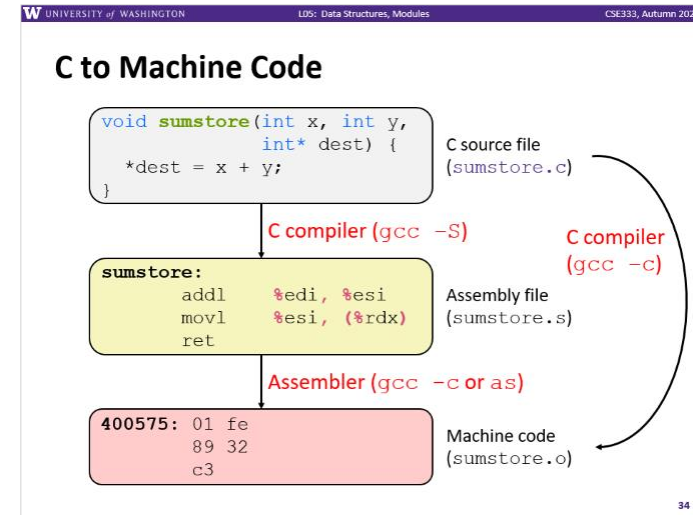 W UNIVERSITY of WASHINGTON
L05: Data Structures, Modules
CSE333, Autumn 202
C to Machine Code
void sumstore(int x, int y,
int* dest) {
*dest = x + y;
}
C source file
(sumstore.c)
C compiler (gcc -S)
C compiler
(gcc -c)
sumstore:
addl %edi, %esi
movl %esi, (%rdx)
ret
Assembly file
(sumstore.s)
Assembler (gcc -c or as)
400575: 01 fe
89 32
c3
Machine code
(sumstore.o)
34